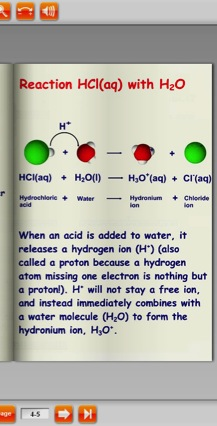 Reaction HCl(aq) with H₂O
H⁺
+ → +
HCl(aq) + H₂O(l) → H₃O⁺(aq) + Cl⁻(aq)
Hydrochloric acid + Water → Hydronium ion + Chloride ion
When an acid is added to water, it
releases a hydrogen ion (H⁺) (also
called a proton because a hydrogen
atom missing one electron is nothing but
a proton!). H⁺ will not stay a free ion,
and instead immediately combines with
a water molecule (H₂O) to form the
hydronium ion, H₃O⁺.
age 4-5